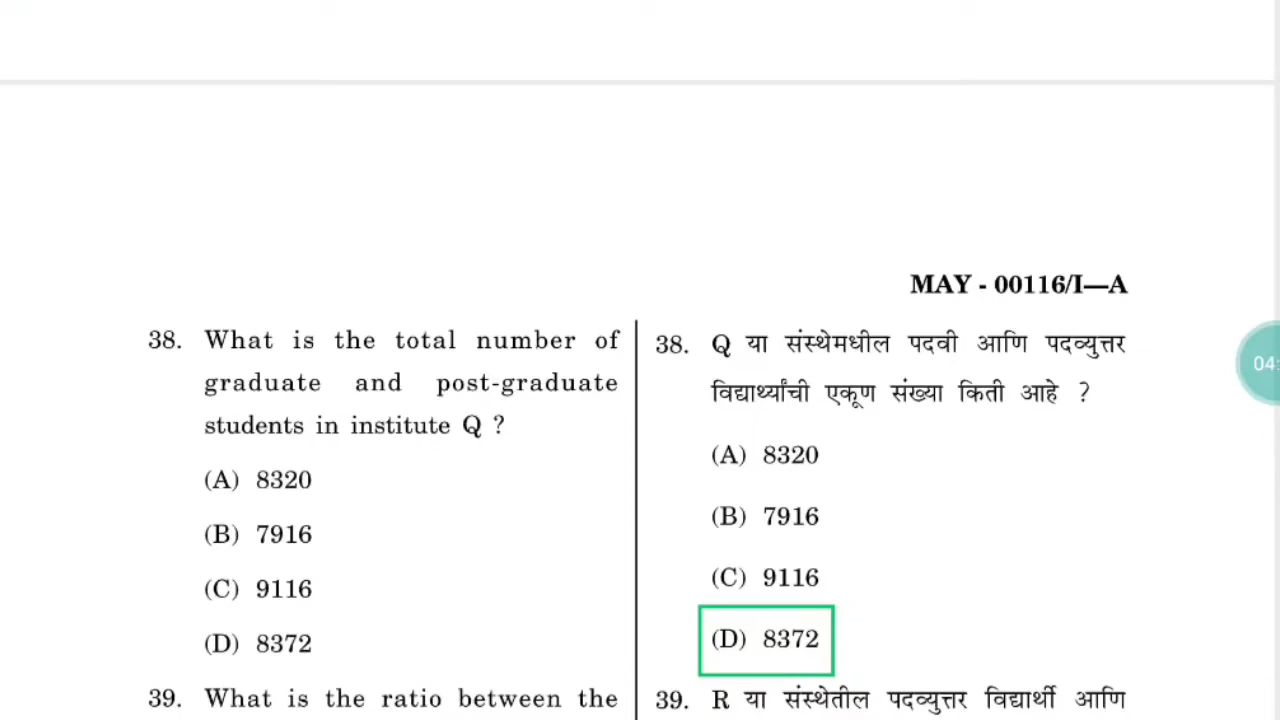 MAY - 00116/I—A
38. What is the total number of
graduate and post-graduate
students in institute Q ?
(A) 8320
(B) 7916
(C) 9116
(D) 8372
39. What is the ratio between the
38. Q या संस्थेमधील पदवी आणि पदव्युत्तर
विद्यार्थ्यांची एकूण संख्या किती आहे ?
(A) 8320
(B) 7916
(C) 9116
(D) 8372
39. R या संस्थेतील पदव्युत्तर विद्यार्थी आणि